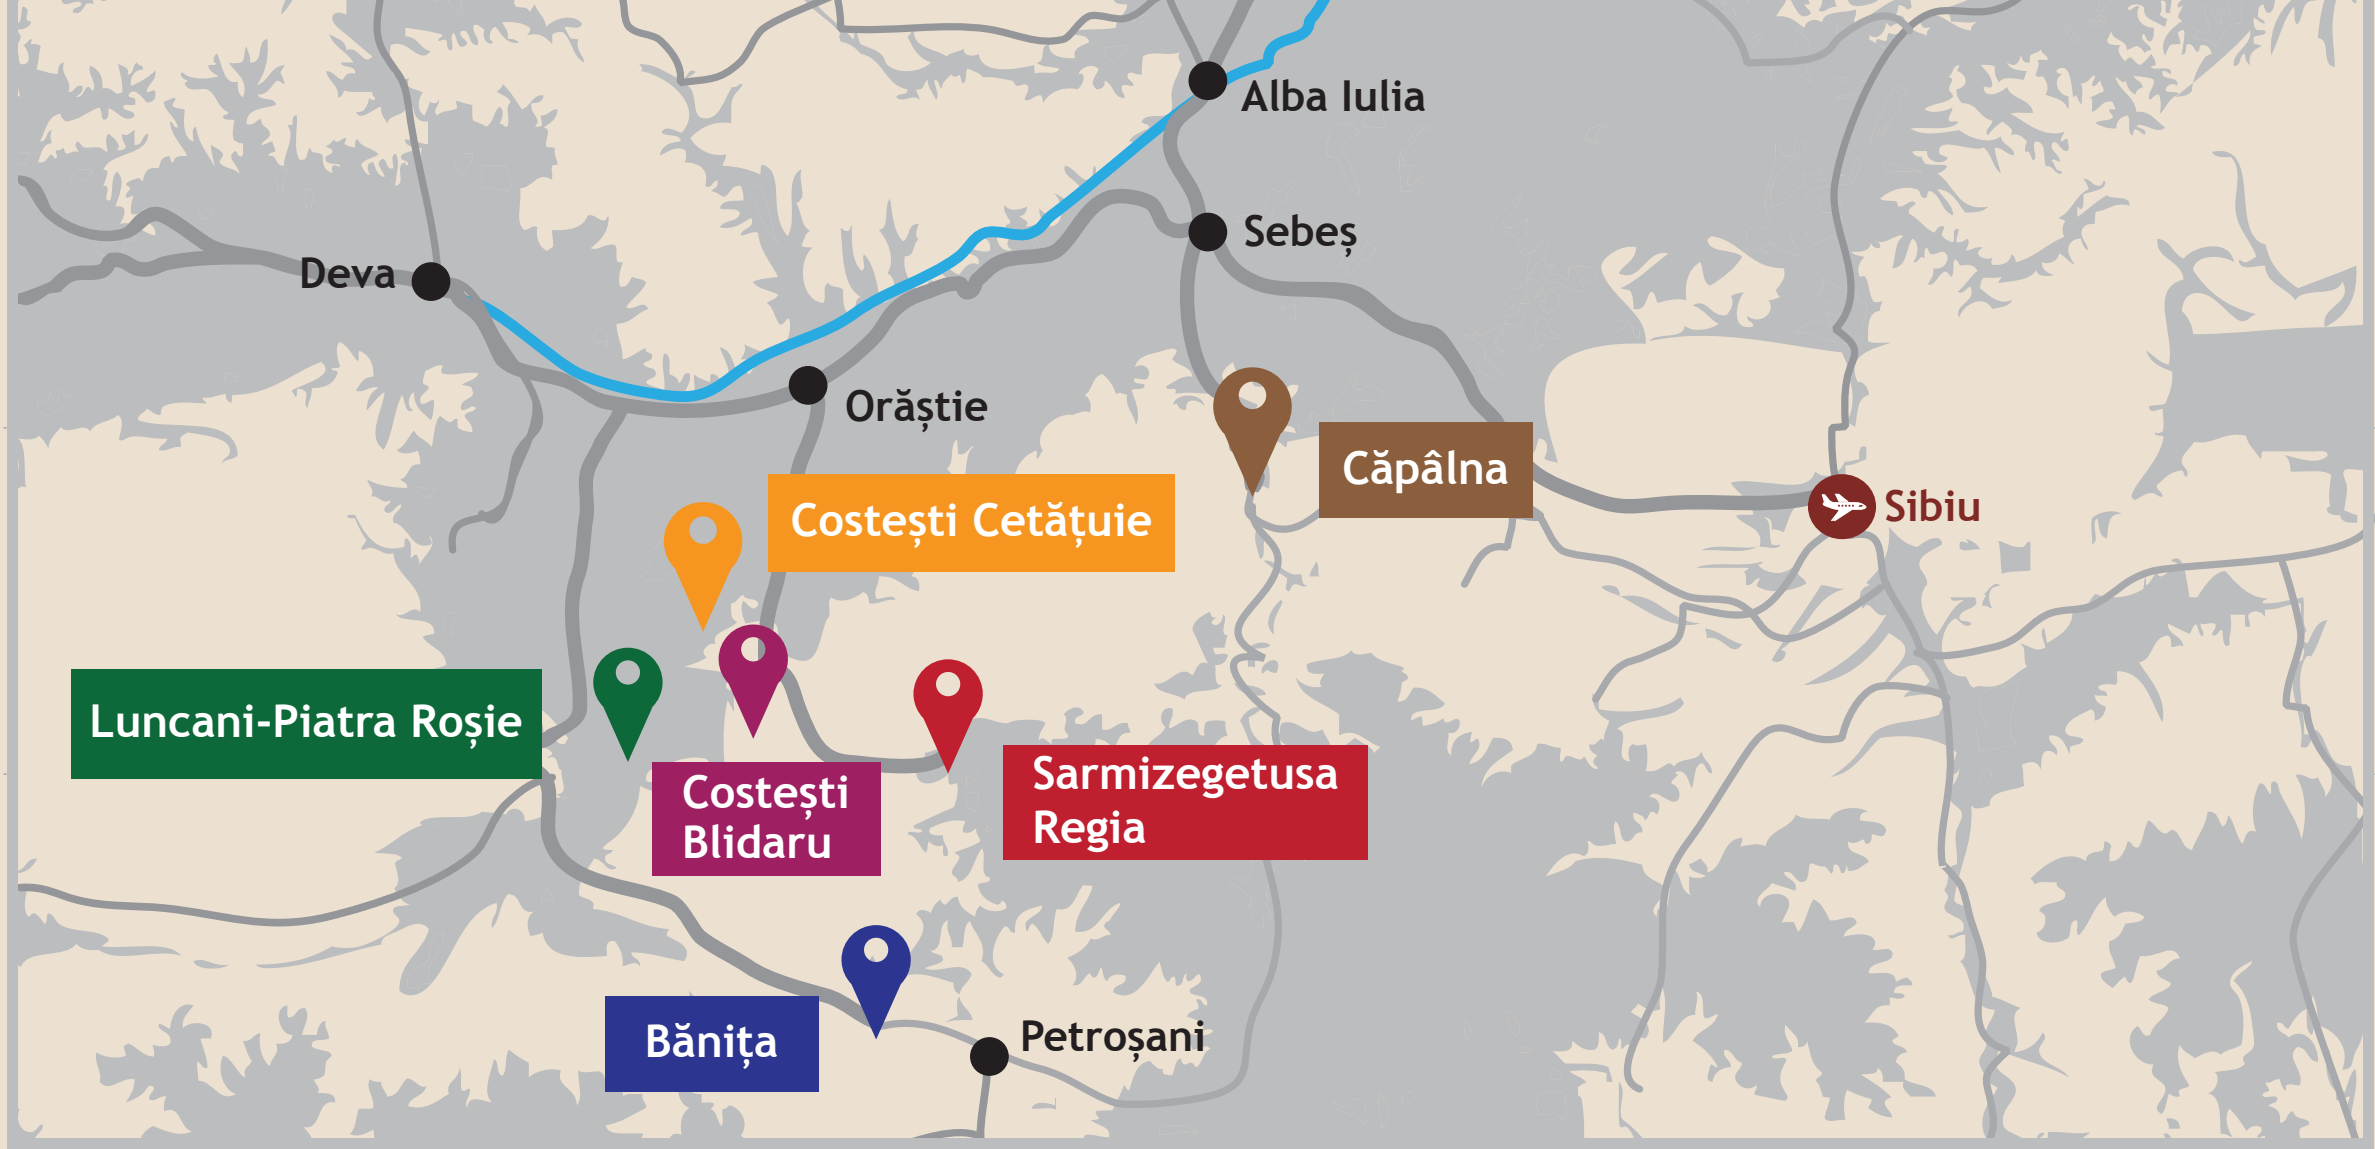 Alba Iulia
Sebeș
Deva
Orăștie
Căpâlna
Costești Cetățuie
Sibiu
Luncani-Piatra Roșie
Costești
Blidaru
Sarmizegetusa
Regia
Bănița
Petroșani